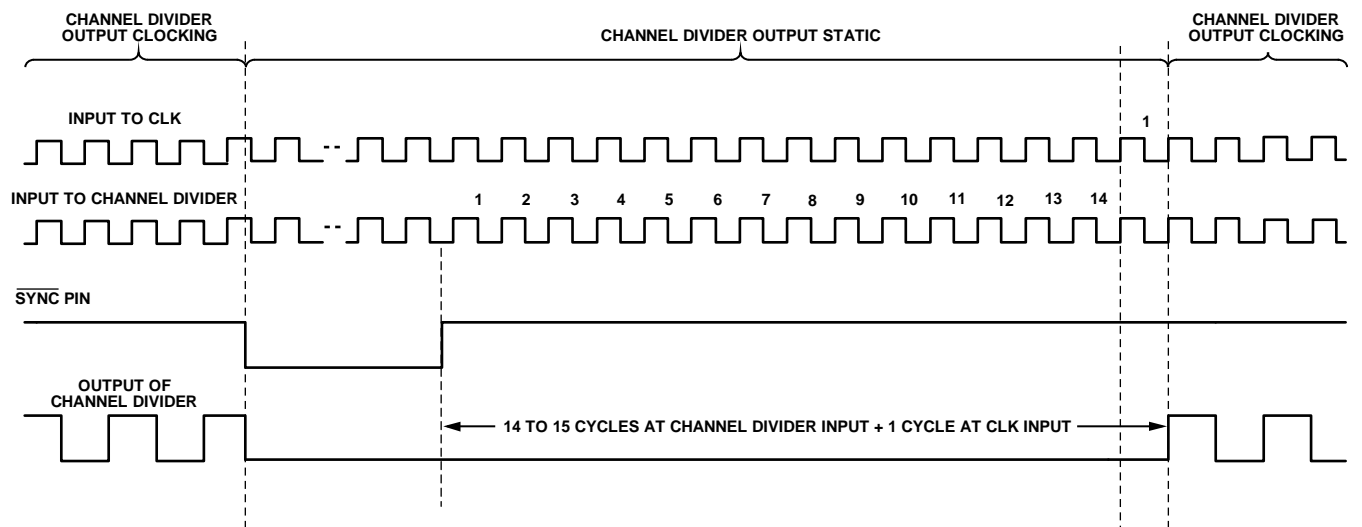 CHANNEL DIVIDER
OUTPUT CLOCKING
CHANNEL DIVIDER OUTPUT STATIC
CHANNEL DIVIDER
OUTPUT CLOCKING
INPUT TO CLK
1
INPUT TO CHANNEL DIVIDER
1 2 3 4 5 6 7 8 9 10 11 12 13 14
SYNC PIN
OUTPUT OF
CHANNEL DIVIDER
14 TO 15 CYCLES AT CHANNEL DIVIDER INPUT + 1 CYCLE AT CLK INPUT